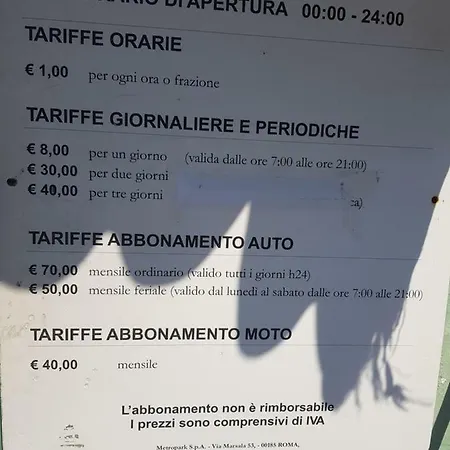 ORARIO DI APERTURA 00:00 - 24:00
TARIFFE ORARIE
€ 1,00 per ogni ora o frazione
TARIFFE GIORNALIERE E PERIODICHE
€ 8,00 per un giorno (valida dalle ore 7:00 alle ore 21:00)
€ 30,00 per due giorni
€ 40,00 per tre giorni
TARIFFE ABBONAMENTO AUTO
€ 70,00 mensile ordinario (valido tutti i giorni h24)
€ 50,00 mensile feriale (valido dal lunedì al sabato dalle ore 7:00 alle 21:00)
TARIFFE ABBONAMENTO MOTO
€ 40,00 mensile
L'abbonamento non è rimborsabile
I prezzi sono comprensivi di IVA
Metropark S.p.A. - Via Marsala 53, - 00185 ROMA,